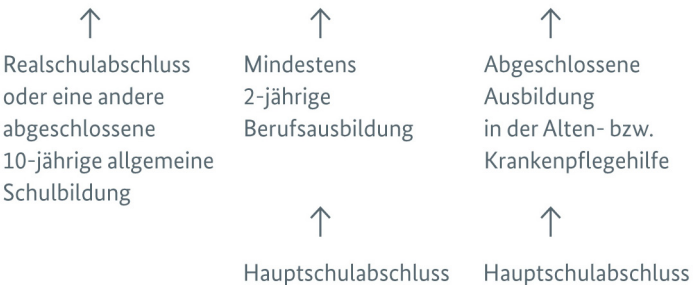 Realschulabschluss
oder eine andere
abgeschlossene
10-jährige allgemeine
Schulbildung
Mindestens
2-jährige
Berufsausbildung
Hauptschulabschluss
Abgeschlossene
Ausbildung
in der Alten- bzw.
Krankenpflegehilfe
Hauptschulabschluss